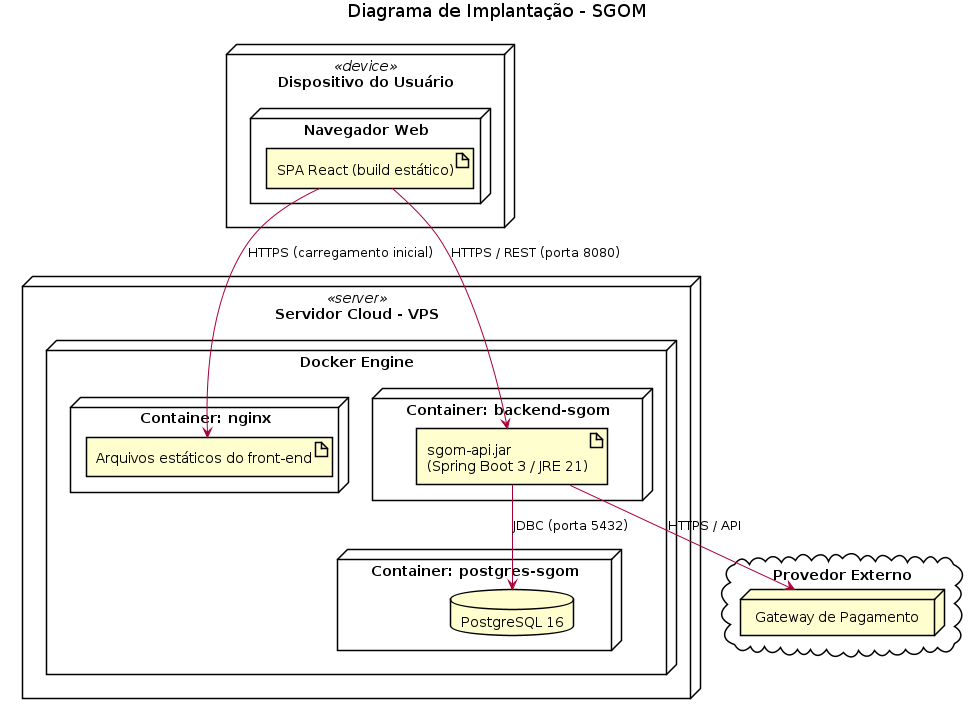 Diagrama de Implantação - SGOM
«device»
Dispositivo do Usuário
Navegador Web
SPA React (build estático)
HTTPS (carregamento inicial)
HTTPS / REST (porta 8080)
«server»
Servidor Cloud - VPS
Docker Engine
Container: nginx
Arquivos estáticos do front-end
Container: backend-sgom
sgom-api.jar
(Spring Boot 3 / JRE 21)
JDBC (porta 5432)
HTTPS / API
Container: postgres-sgom
PostgreSQL 16
Provedor Externo
Gateway de Pagamento